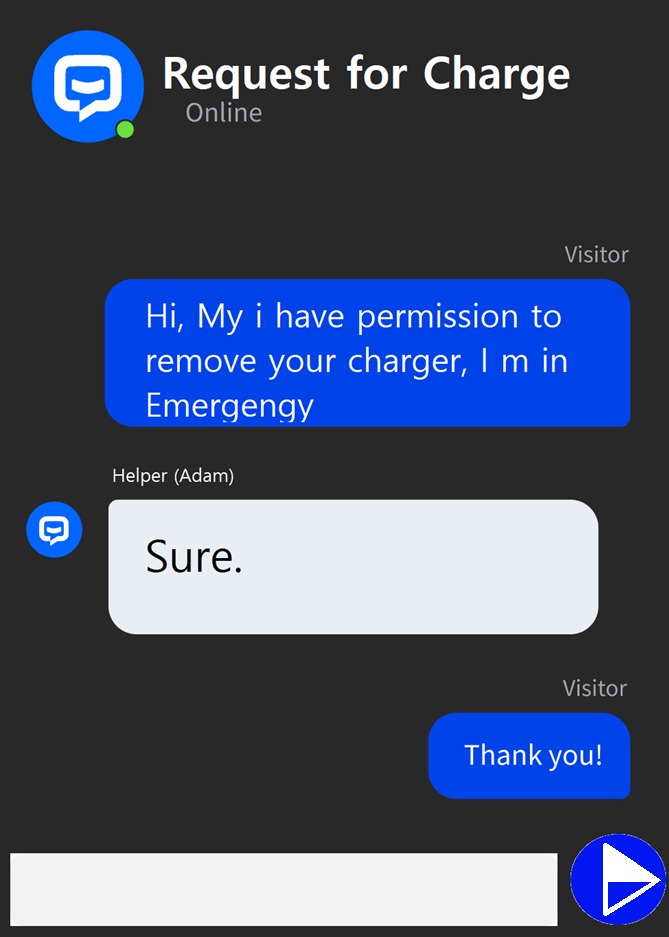 Request for Charge
Online
Visitor
Hi, My i have permission to
remove your charger, I m in
Emergengy
Helper (Adam)
Sure.
Visitor
Thank you!